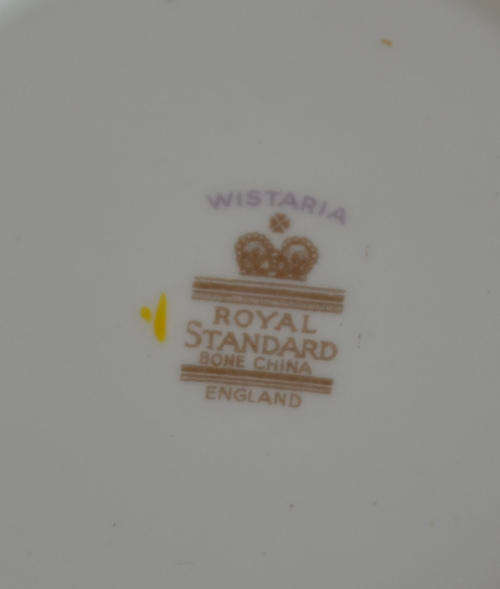 WISTARIA
ROYAL
STANDARD
BONE CHINA
ENGLAND